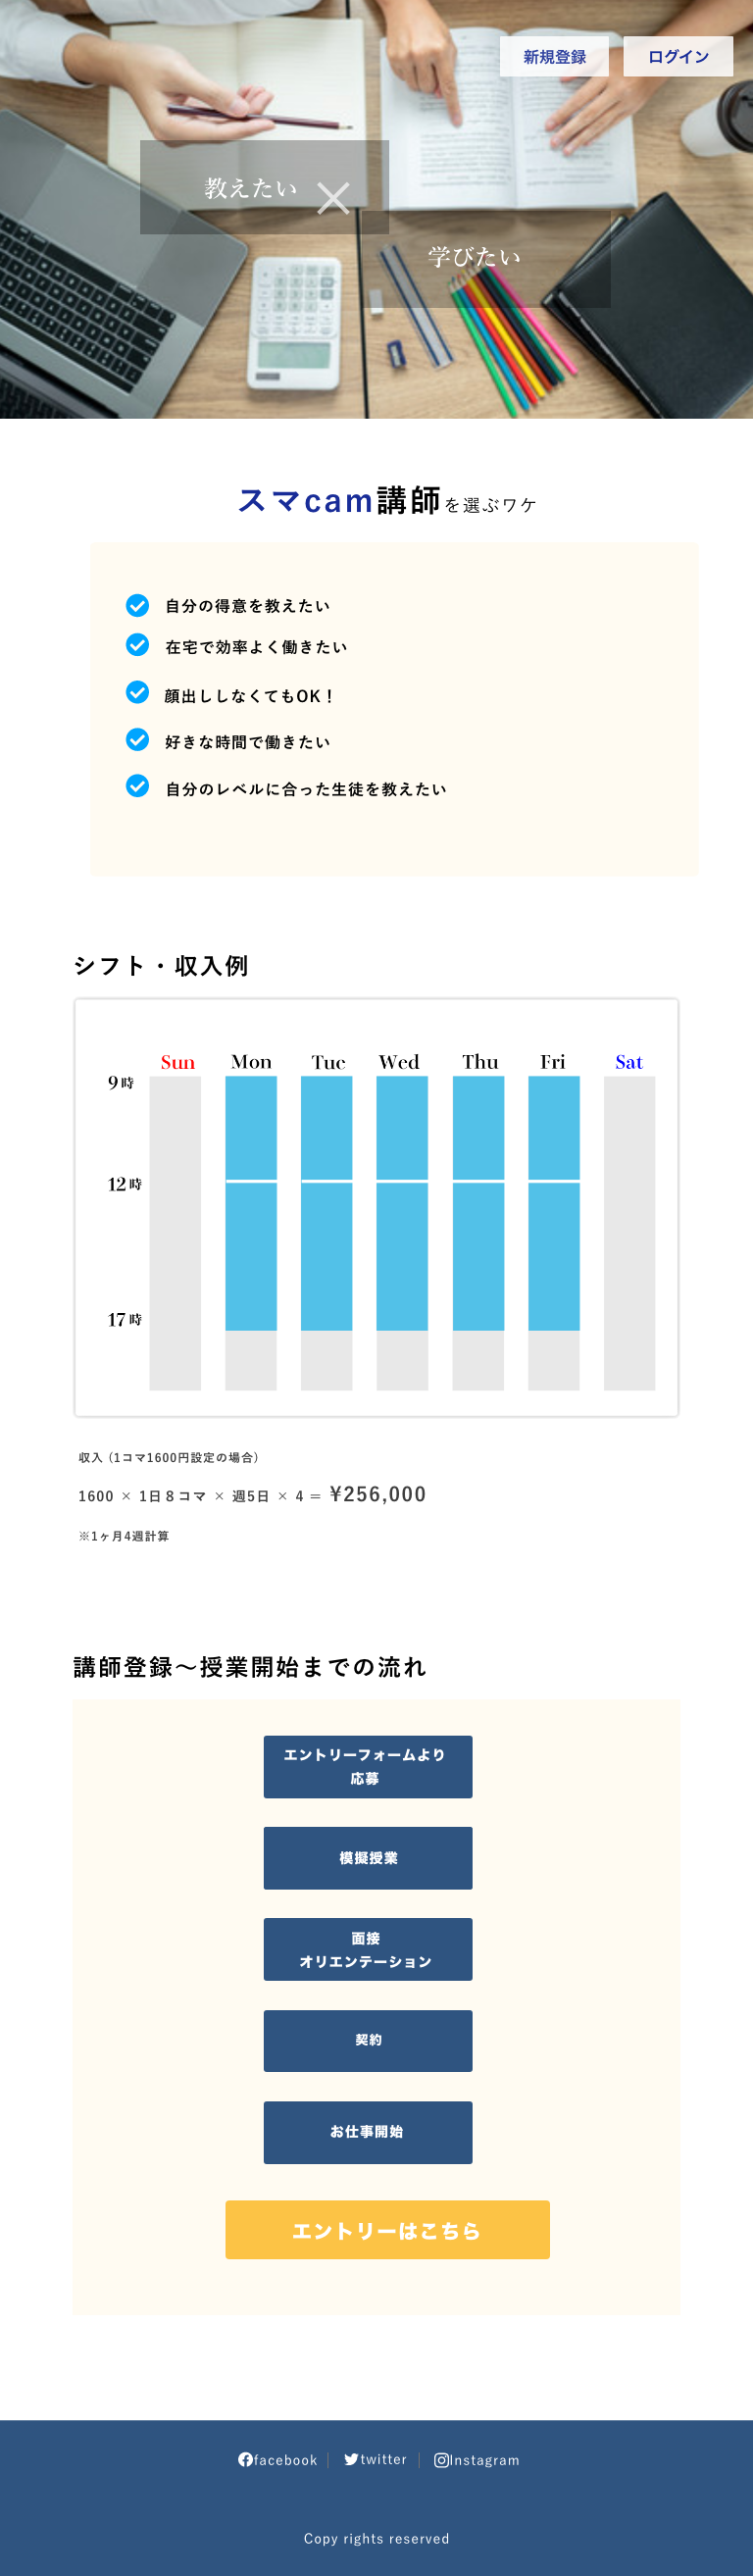 新規登録 ログイン
教えたい ×
学びたい
スマcam講師を選ぶワケ
自分の得意を教えたい
在宅で効率よく働きたい
顔出ししなくてもOK！
好きな時間で働きたい
自分のレベルに合った生徒を教えたい
シフト・収入例
Sun Mon Tue Wed Thu Fri Sat
9時
12時
17時
収入 (1コマ1600円設定の場合)
1600 × 1日８コマ × 週5日 × 4 ＝ ¥256,000
※1ヶ月4週計算
講師登録〜授業開始までの流れ
エントリーフォームより
応募
模擬授業
面接
オリエンテーション
契約
お仕事開始
エントリーはこちら
facebook twitter Instagram
Copy rights reserved